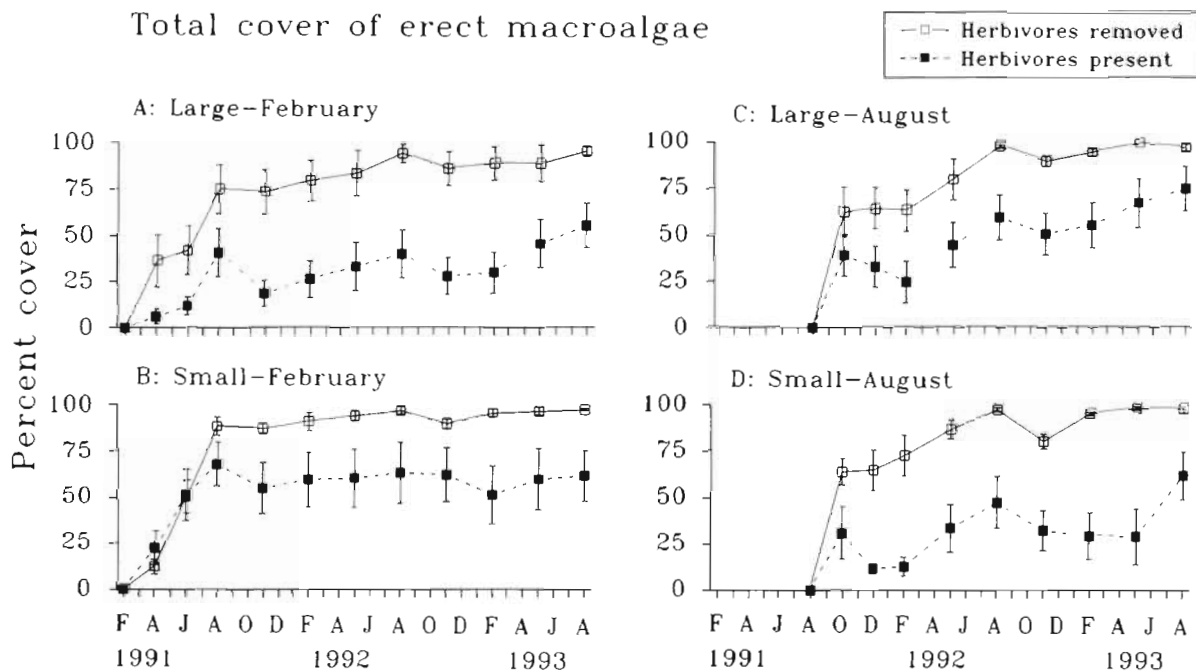 Total cover of erect macroalgae
Herbivores removed
Herbivores present
A: Large-February
C: Large-August
100
75
50
25
0
F A J A O D F A J A O D F A J A
100
75
50
25
0
F A J A O D F A J A O D F A J A
B: Small-February
D: Small-August
100
75
50
25
0
100
75
50
25
0
Percent cover
F A J A O D F A J A O D F A J A
F A J A O D F A J A O D F A J A
1991 1992 1993
1991 1992 1993